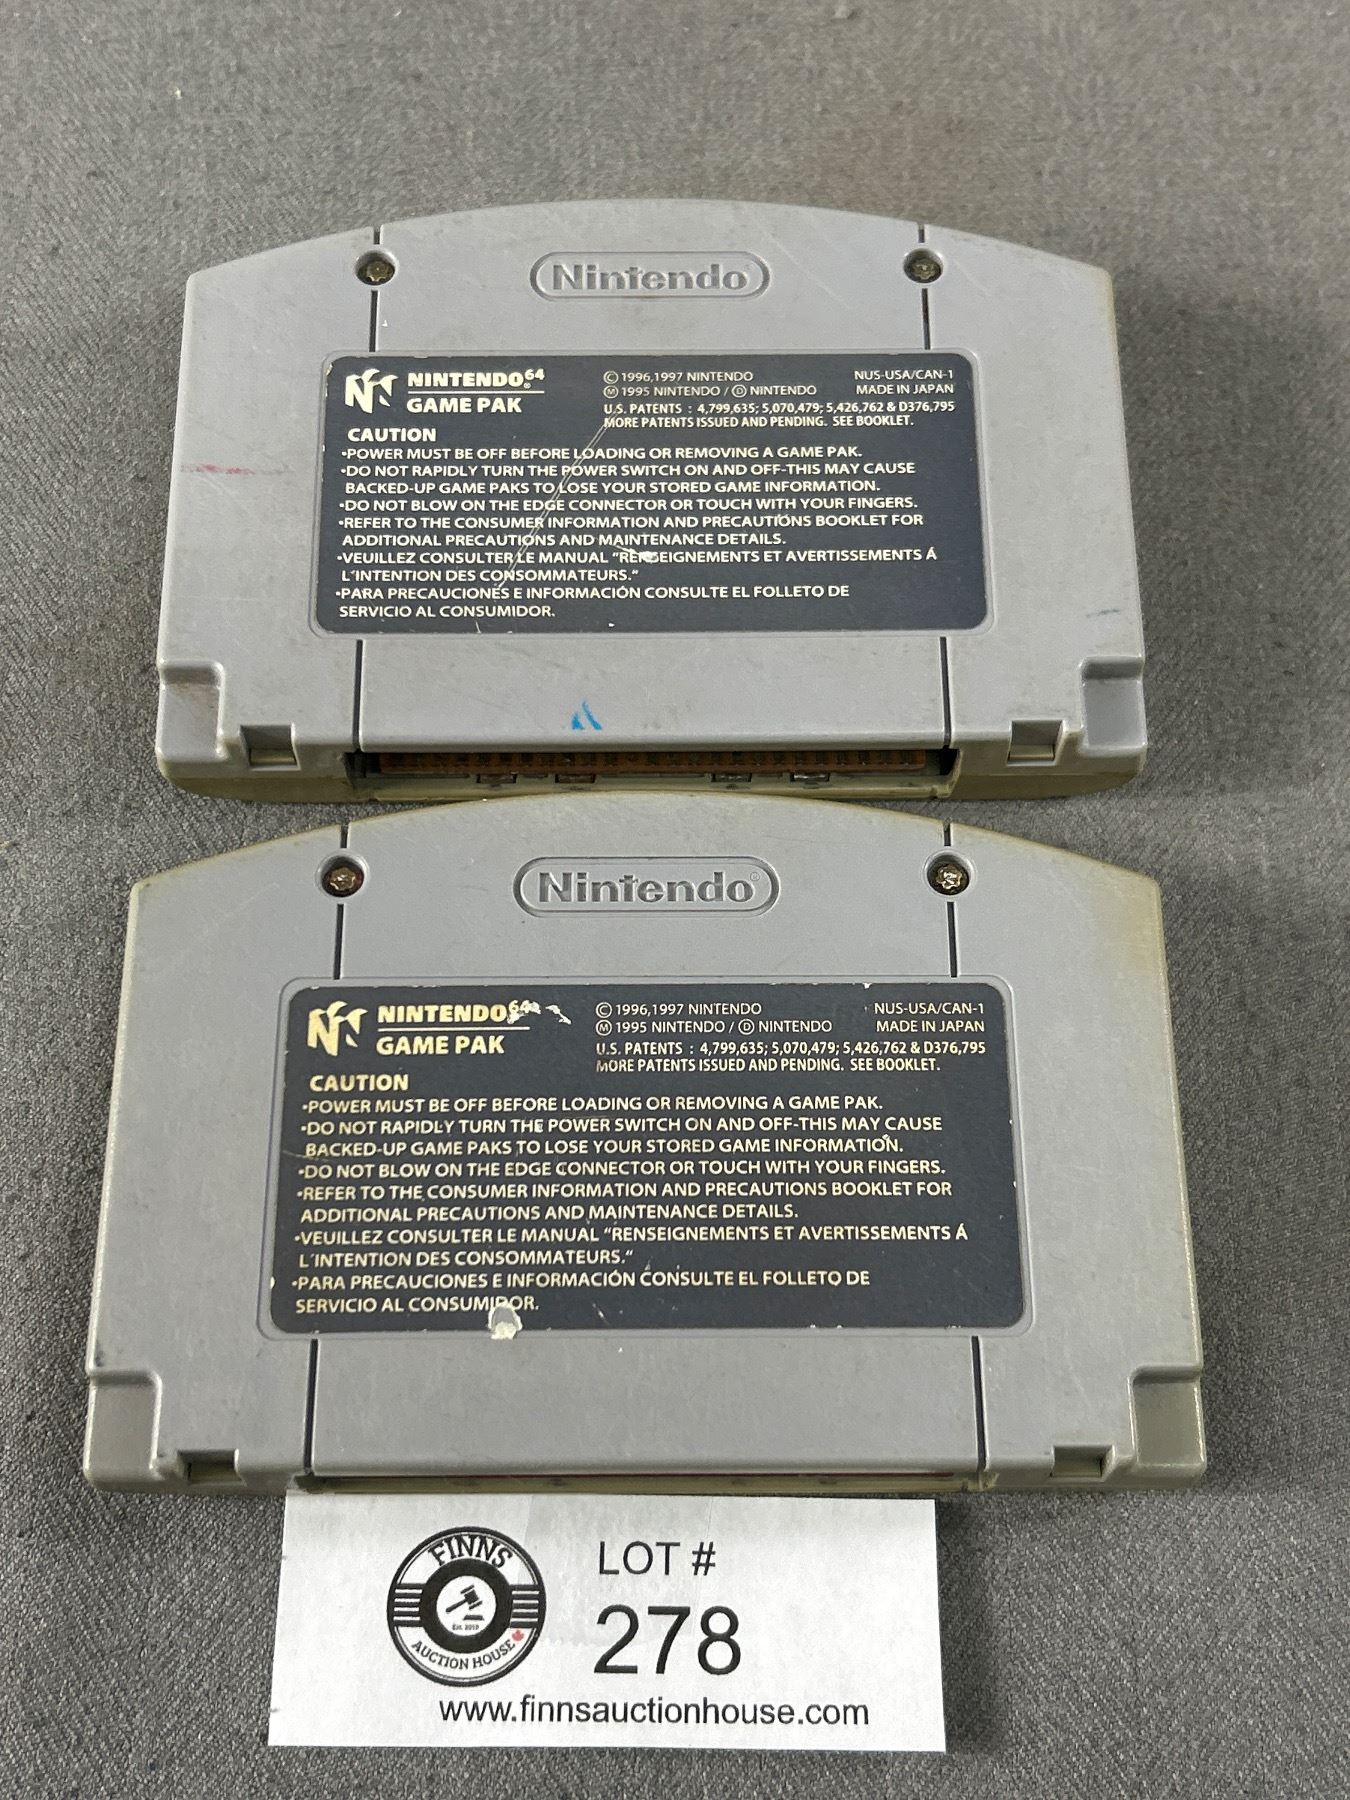 Nintendo®
NINTENDO64®
GAME PAK
© 1996,1997 NINTENDO
Ⓜ 1995 NINTENDO / Ⓓ NINTENDO
U.S. PATENTS : 4,799,635; 5,070,479; 5,426,762 & D376,795
MORE PATENTS ISSUED AND PENDING. SEE BOOKLET.
NUS-USA/CAN-1
MADE IN JAPAN
CAUTION
•POWER MUST BE OFF BEFORE LOADING OR REMOVING A GAME PAK.
•DO NOT RAPIDLY TURN THE POWER SWITCH ON AND OFF-THIS MAY CAUSE
BACKED-UP GAME PAKS TO LOSE YOUR STORED GAME INFORMATION.
•DO NOT BLOW ON THE EDGE CONNECTOR OR TOUCH WITH YOUR FINGERS.
•REFER TO THE CONSUMER INFORMATION AND PRECAUTIONS BOOKLET FOR
ADDITIONAL PRECAUTIONS AND MAINTENANCE DETAILS.
•VEUILLEZ CONSULTER LE MANUAL "RENSEIGNEMENTS ET AVERTISSEMENTS Á
L'INTENTION DES CONSOMMATEURS."
•PARA PRECAUCIONES E INFORMACIÓN CONSULTE EL FOLLETO DE
SERVICIO AL CONSUMIDOR.
Nintendo®
NINTENDO64
GAME PAK
© 1996,1997 NINTENDO
Ⓜ 1995 NINTENDO / Ⓓ NINTENDO
U.S. PATENTS : 4,799,635; 5,070,479; 5,426,762 & D376,795
MORE PATENTS ISSUED AND PENDING. SEE BOOKLET.
NUS-USA/CAN-1
MADE IN JAPAN
CAUTION
•POWER MUST BE OFF BEFORE LOADING OR REMOVING A GAME PAK.
•DO NOT RAPIDLY TURN THE POWER SWITCH ON AND OFF-THIS MAY CAUSE
BACKED-UP GAME PAKS TO LOSE YOUR STORED GAME INFORMATION.
•DO NOT BLOW ON THE EDGE CONNECTOR OR TOUCH WITH YOUR FINGERS.
•REFER TO THE CONSUMER INFORMATION AND PRECAUTIONS BOOKLET FOR
ADDITIONAL PRECAUTIONS AND MAINTENANCE DETAILS.
•VEUILLEZ CONSULTER LE MANUAL "RENSEIGNEMENTS ET AVERTISSEMENTS Á
L'INTENTION DES CONSOMMATEURS."
•PARA PRECAUCIONES E INFORMACIÓN CONSULTE EL FOLLETO DE
SERVICIO AL CONSUMIDOR.
FINNS
Est. 2019
AUCTION HOUSE
LOT #
278
www.finnsauctionhouse.com